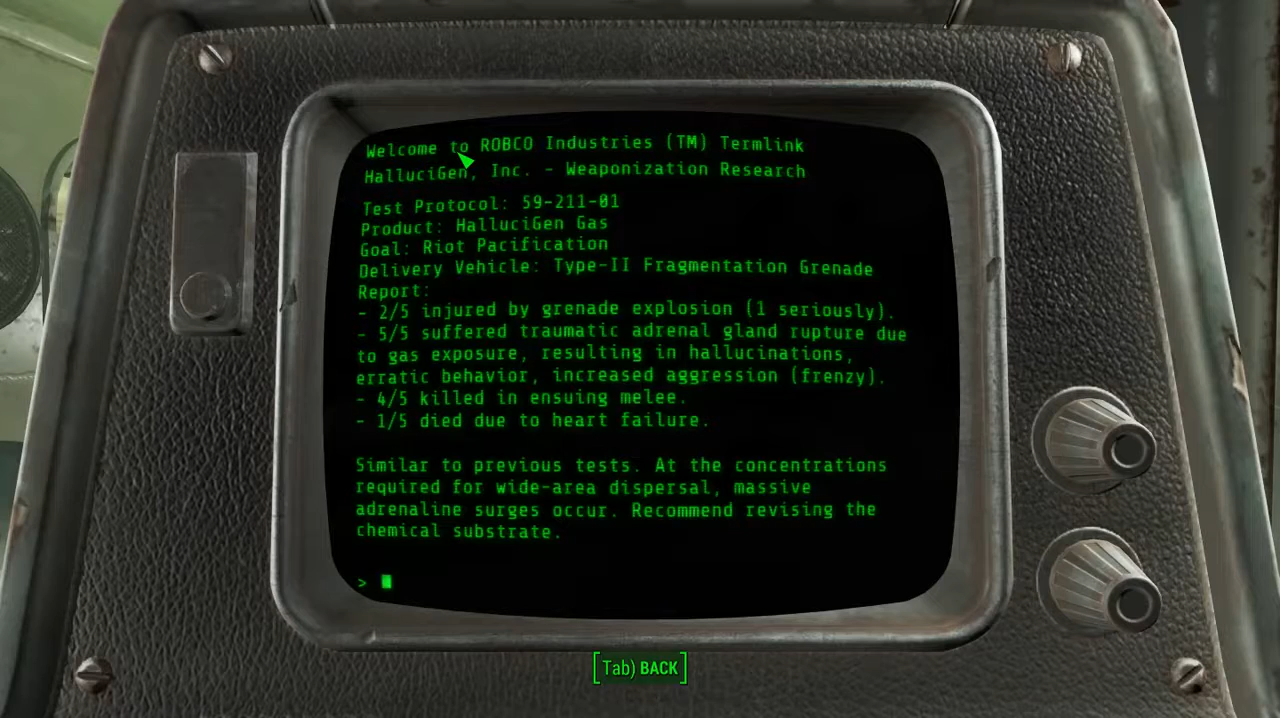 Welcome to ROBCO Industries (TM) Termlink
HalluciGen, Inc. - Weaponization Research
Test Protocol: 59-211-01
Product: HalluciGen Gas
Goal: Riot Pacification
Delivery Vehicle: Type-II Fragmentation Grenade
Report:
- 2/5 injured by grenade explosion (1 seriously).
- 5/5 suffered traumatic adrenal gland rupture due
to gas exposure, resulting in hallucinations,
erratic behavior, increased aggression (frenzy).
- 4/5 killed in ensuing melee.
- 1/5 died due to heart failure.
Similar to previous tests. At the concentrations
required for wide-area dispersal, massive
adrenaline surges occur. Recommend revising the
chemical substrate.
>
[Tab) BACK]